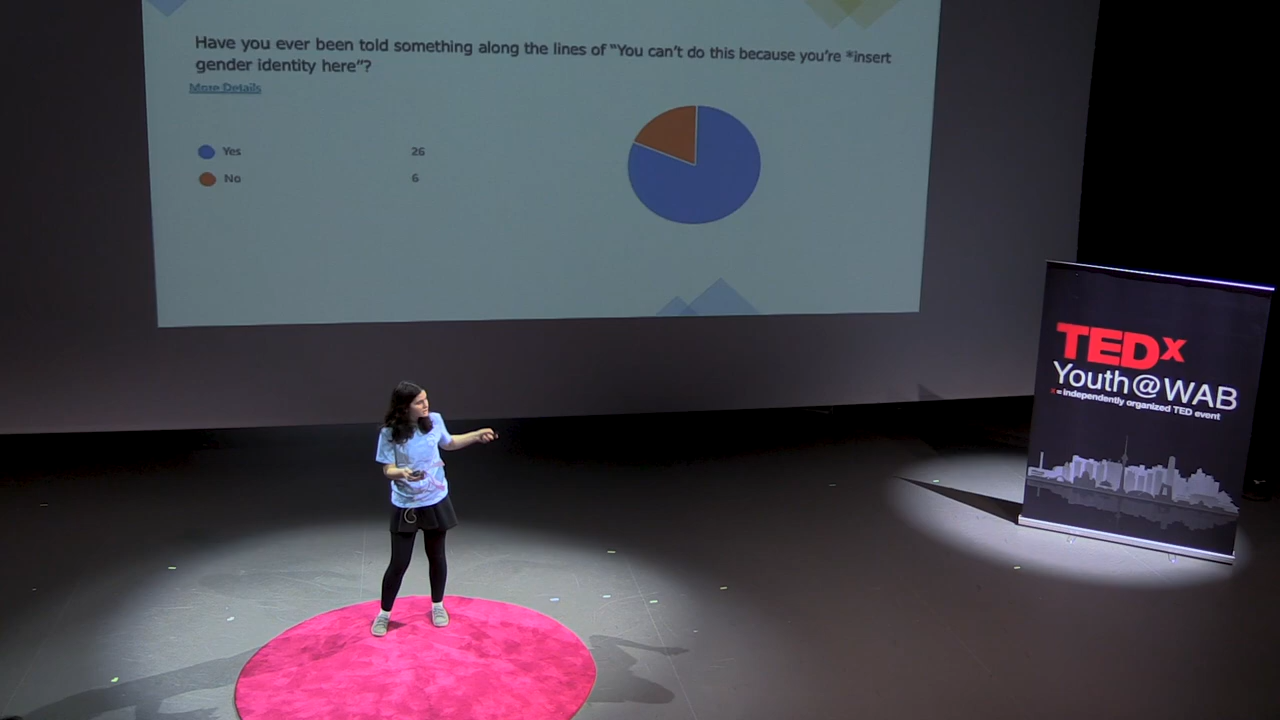 Have you ever been told something along the lines of "You can't do this because you're *insert
gender identity here"?
More Details
Yes 26
No 6
TEDx
Youth@WAB
x = independently organized TED event